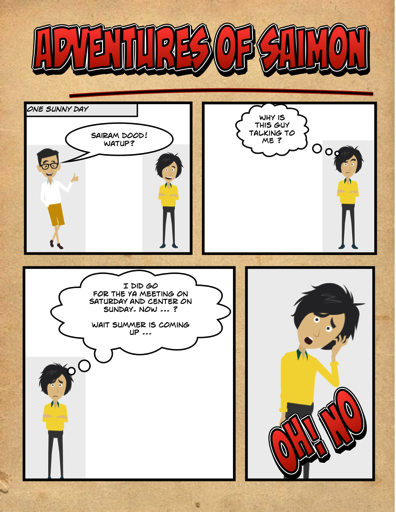 ADVENTURES OF SAIMON
ONE SUNNY DAY
SAIRAM DOOD!
WATUP?
WHY IS
THIS GUY
TALKING TO
ME ?
I DID GO
FOR THE YA MEETING ON
SATURDAY AND CENTER ON
SUNDAY. NOW ... ?
WAIT SUMMER IS COMING
UP ...
OH! NO